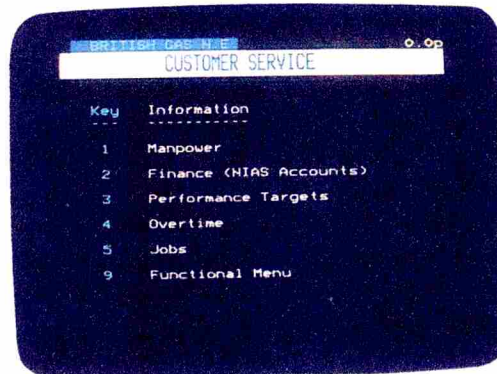 BRITISH GAS N.E 0.0p
CUSTOMER SERVICE
Key Information
1 Manpower
2 Finance (NIAS Accounts)
3 Performance Targets
4 Overtime
5 Jobs
9 Functional Menu